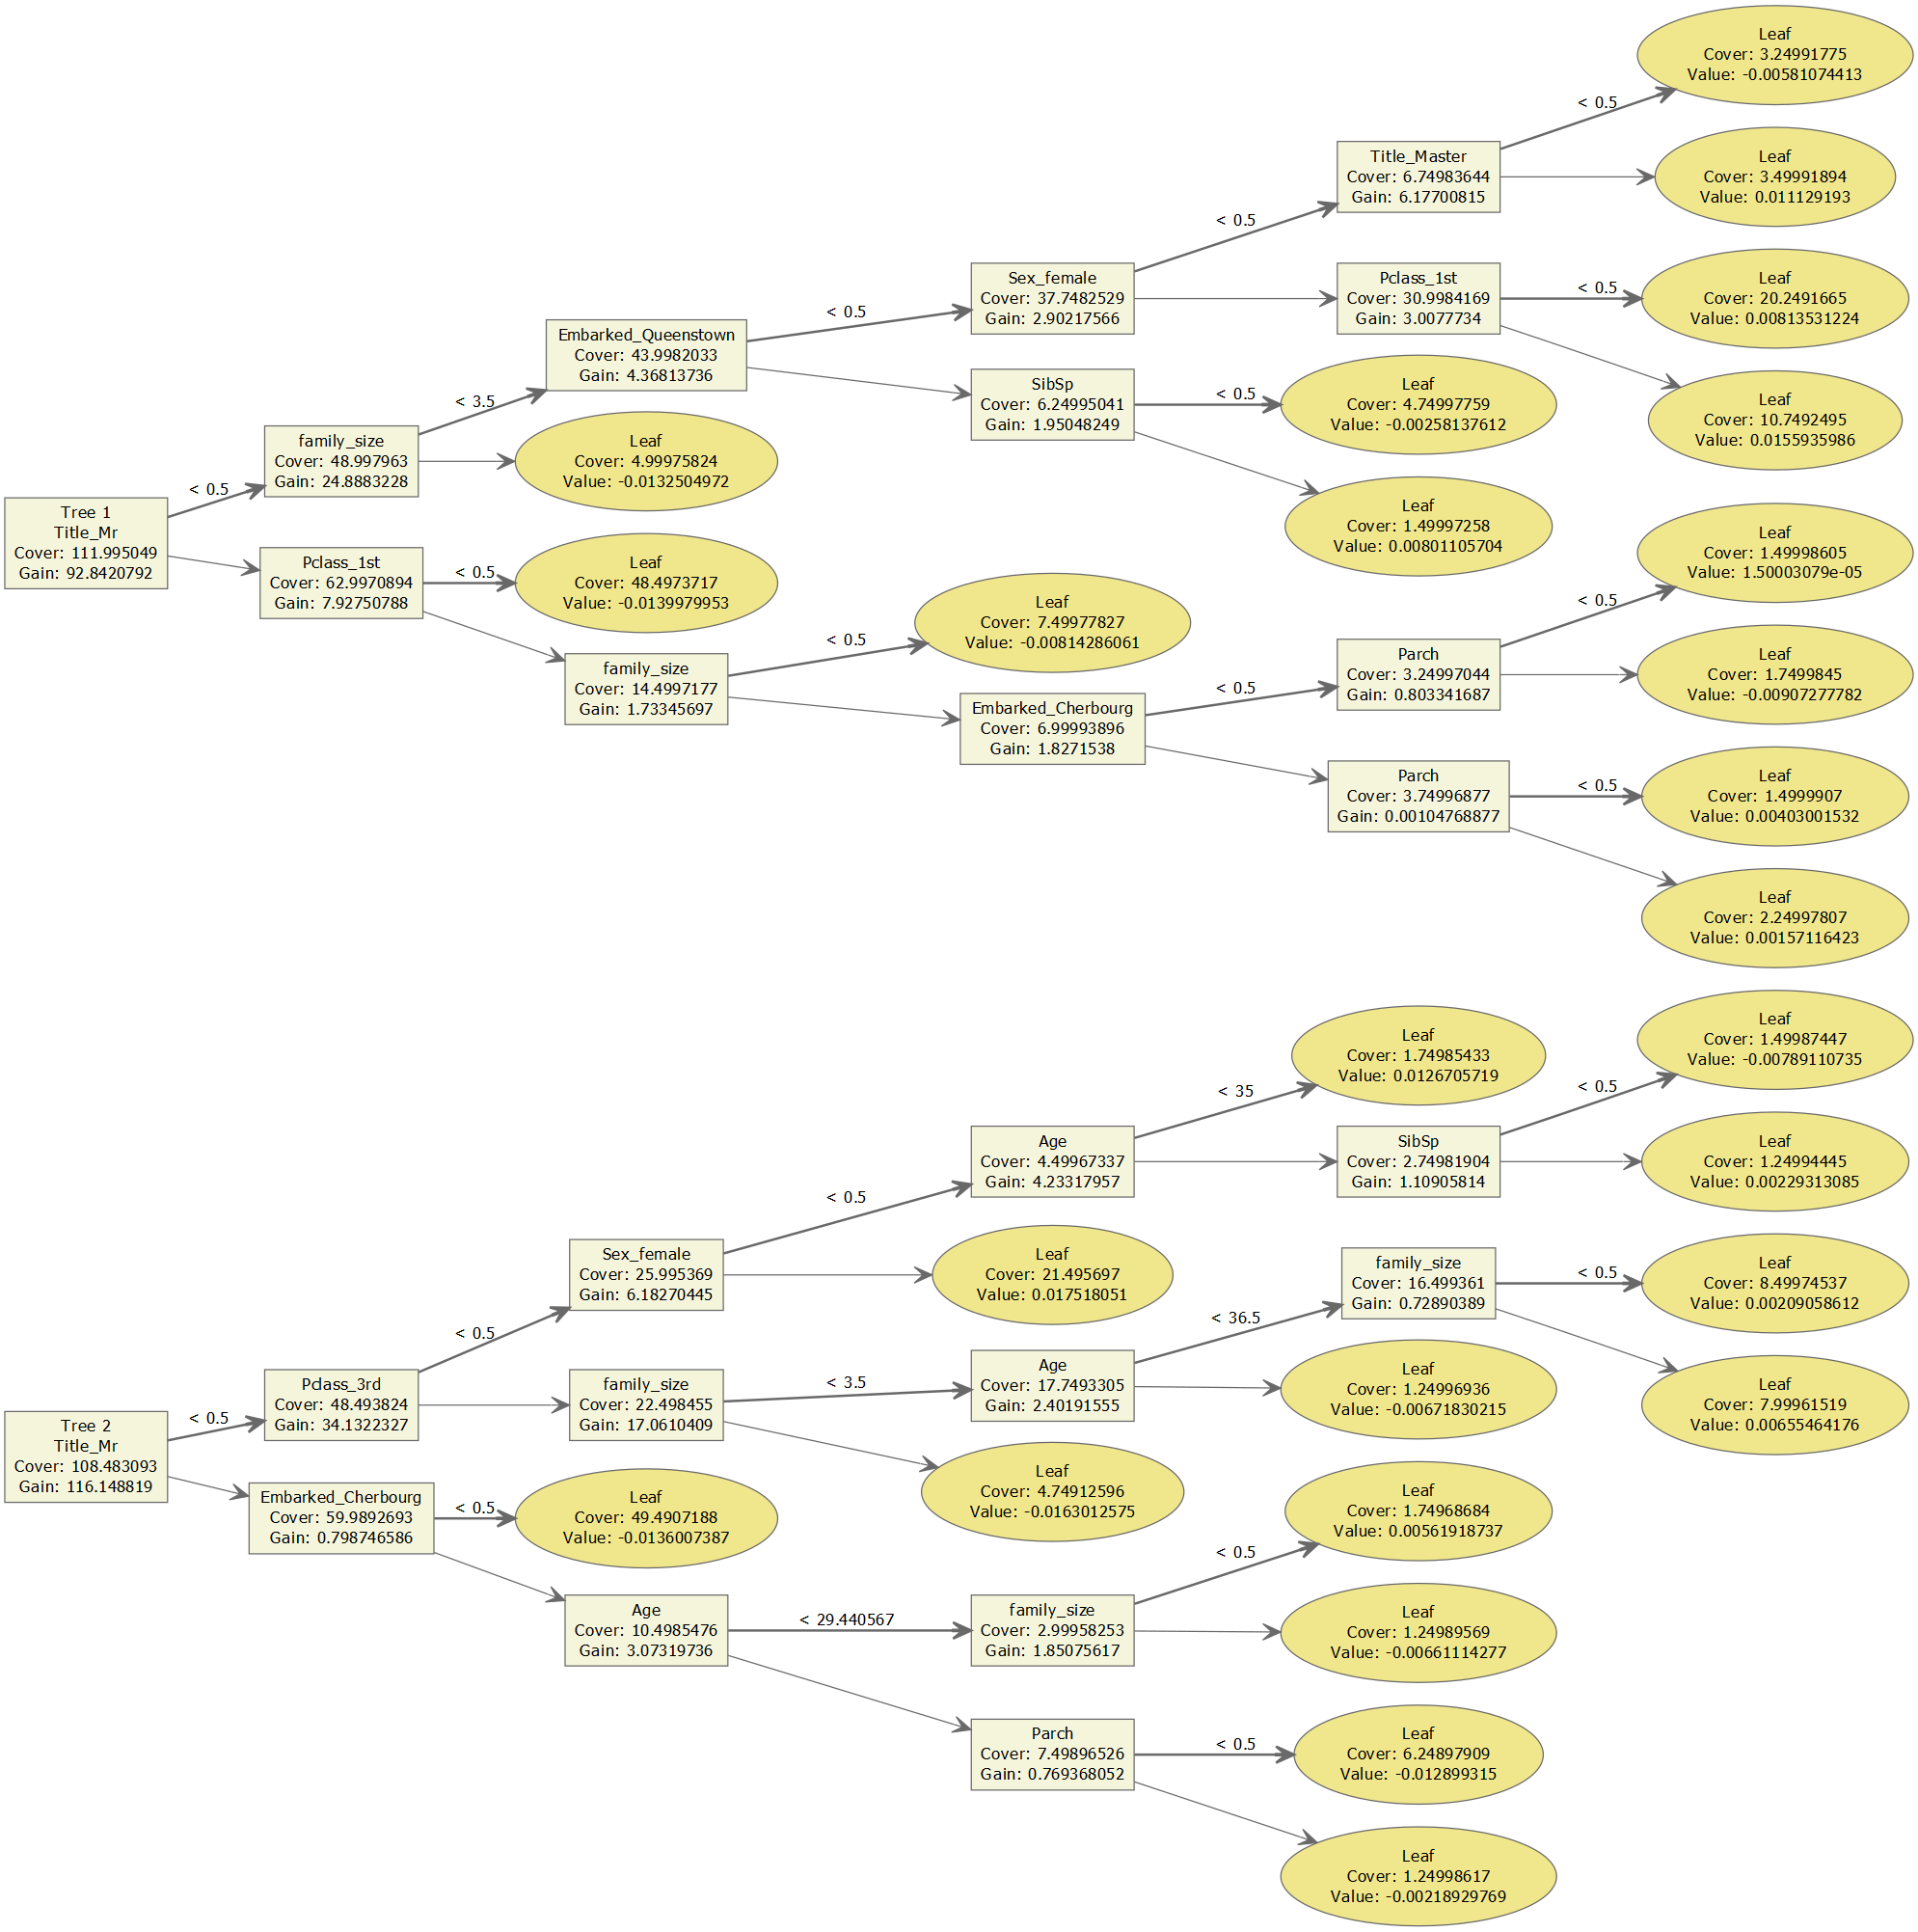 Tree 1
Title_Mr
Cover: 111.995049
Gain: 92.8420792
< 0.5
family_size
Cover: 48.997963
Gain: 24.8883228
Pclass_1st
Cover: 62.9970894
Gain: 7.92750788
< 3.5
Embarked_Queenstown
Cover: 43.9982033
Gain: 4.36813736
Leaf
Cover: 4.99975824
Value: -0.0132504972
< 0.5
Leaf
Cover: 48.4973717
Value: -0.0139979953
family_size
Cover: 14.4997177
Gain: 1.73345697
< 0.5
Sex_female
Cover: 37.7482529
Gain: 2.90217566
SibSp
Cover: 6.24995041
Gain: 1.95048249
< 0.5
Leaf
Cover: 7.49977827
Value: -0.00814286061
Embarked_Cherbourg
Cover: 6.99993896
Gain: 1.8271538
< 0.5
Title_Master
Cover: 6.74983644
Gain: 6.17700815
Pclass_1st
Cover: 30.9984169
Gain: 3.0077734
< 0.5
Leaf
Cover: 4.74997759
Value: -0.00258137612
Leaf
Cover: 1.49997258
Value: 0.00801105704
< 0.5
Parch
Cover: 3.24997044
Gain: 0.803341687
Parch
Cover: 3.74996877
Gain: 0.00104768877
< 0.5
Leaf
Cover: 3.24991775
Value: -0.00581074413
Leaf
Cover: 3.49991894
Value: 0.011129193
< 0.5
Leaf
Cover: 20.2491665
Value: 0.00813531224
Leaf
Cover: 10.7492495
Value: 0.0155935986
< 0.5
Leaf
Cover: 1.49998605
Value: 1.50003079e-05
Leaf
Cover: 1.7499845
Value: -0.00907277782
< 0.5
Leaf
Cover: 1.4999907
Value: 0.00403001532
Leaf
Cover: 2.24997807
Value: 0.00157116423
Tree 2
Title_Mr
Cover: 108.483093
Gain: 116.148819
< 0.5
Pclass_3rd
Cover: 48.493824
Gain: 34.1322327
Embarked_Cherbourg
Cover: 59.9892693
Gain: 0.798746586
< 0.5
Sex_female
Cover: 25.995369
Gain: 6.18270445
family_size
Cover: 22.498455
Gain: 17.0610409
< 0.5
Leaf
Cover: 49.4907188
Value: -0.0136007387
Age
Cover: 10.4985476
Gain: 3.07319736
< 0.5
Age
Cover: 4.49967337
Gain: 4.23317957
Leaf
Cover: 21.495697
Value: 0.017518051
< 3.5
Age
Cover: 17.7493305
Gain: 2.40191555
Leaf
Cover: 4.74912596
Value: -0.0163012575
< 29.440567
family_size
Cover: 2.99958253
Gain: 1.85075617
Parch
Cover: 7.49896526
Gain: 0.769368052
< 35
Leaf
Cover: 1.74985433
Value: 0.0126705719
SibSp
Cover: 2.74981904
Gain: 1.10905814
< 36.5
family_size
Cover: 16.499361
Gain: 0.72890389
Leaf
Cover: 1.24996936
Value: -0.00671830215
< 0.5
Leaf
Cover: 1.74968684
Value: 0.00561918737
Leaf
Cover: 1.24989569
Value: -0.00661114277
< 0.5
Leaf
Cover: 6.24897909
Value: -0.012899315
Leaf
Cover: 1.24998617
Value: -0.00218929769
< 0.5
Leaf
Cover: 1.49987447
Value: -0.00789110735
Leaf
Cover: 1.24994445
Value: 0.00229313085
< 0.5
Leaf
Cover: 8.49974537
Value: 0.00209058612
Leaf
Cover: 7.99961519
Value: 0.00655464176